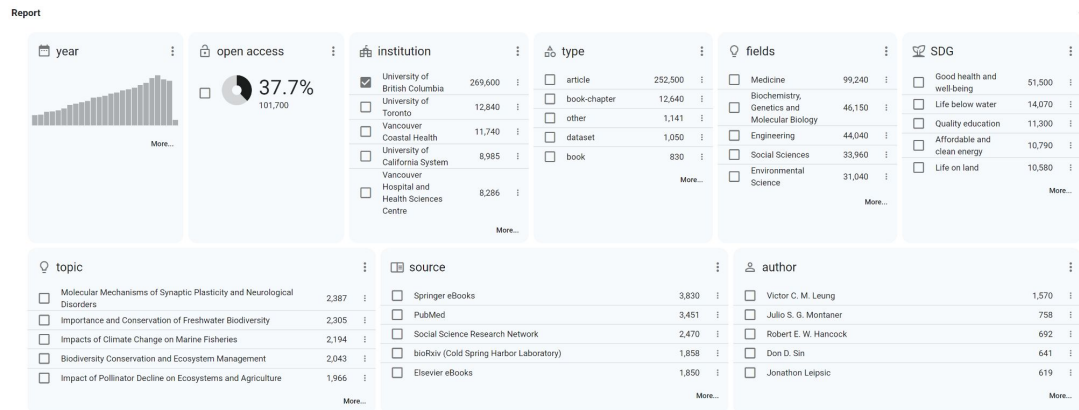 Report
year
More...
open access
37.7%
101,700
institution
University of
British Columbia
269,600
University of
Toronto
12,840
Vancouver
Coastal Health
11,740
University of
California System
8,985
Vancouver
Hospital and
Health Sciences
Centre
8,286
More...
type
article 252,500
book-chapter 12,640
other 1,141
dataset 1,050
book 830
More...
fields
Medicine 99,240
Biochemistry,
Genetics and
Molecular Biology
46,150
Engineering 44,040
Social Sciences 33,960
Environmental
Science
31,040
More...
SDG
Good health and
well-being
51,500
Life below water 14,070
Quality education 11,300
Affordable and
clean energy
10,790
Life on land 10,580
More...
topic
Molecular Mechanisms of Synaptic Plasticity and Neurological
Disorders
2,387
Importance and Conservation of Freshwater Biodiversity 2,305
Impacts of Climate Change on Marine Fisheries 2,194
Biodiversity Conservation and Ecosystem Management 2,043
Impact of Pollinator Decline on Ecosystems and Agriculture 1,966
More...
source
Springer eBooks 3,830
PubMed 3,451
Social Science Research Network 2,470
bioRxiv (Cold Spring Harbor Laboratory) 1,858
Elsevier eBooks 1,850
More...
author
Victor C. M. Leung 1,570
Julio S. G. Montaner 758
Robert E. W. Hancock 692
Don D. Sin 641
Jonathon Leipsic 619
More...